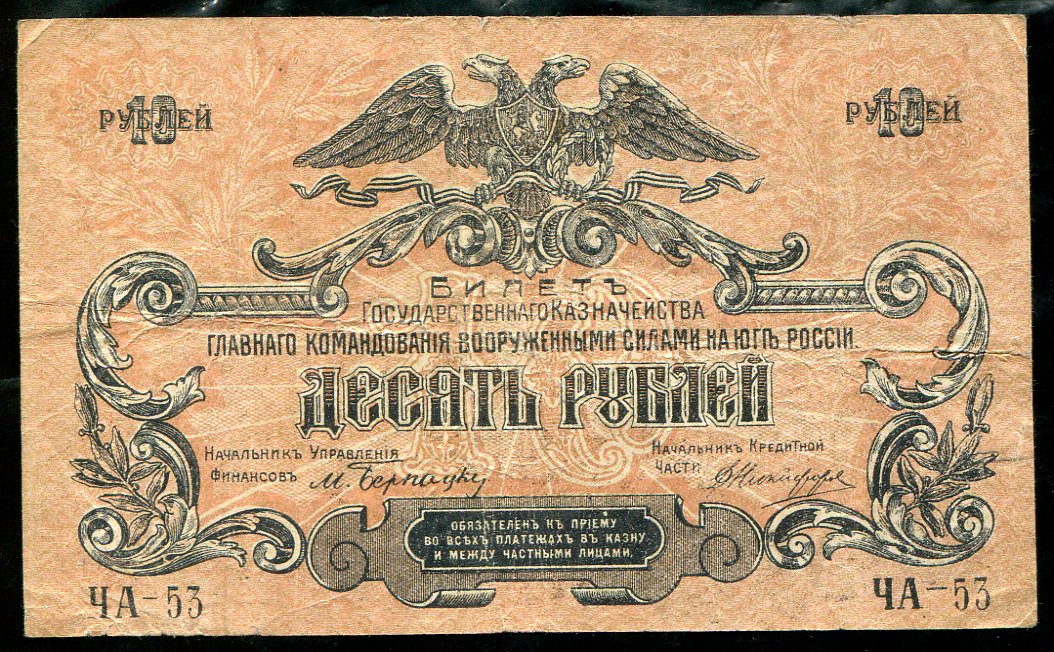 10 РУБЛЕЙ
10 РУБЛЕЙ
БИЛЕТЪ
ГОСУДАРСТВЕННАГО КАЗНАЧЕЙСТВА
ГЛАВНАГО КОМАНДОВАНІЯ ВООРУЖЕННЫМИ СИЛАМИ НА ЮГѢ РОССІИ.
ДЕСЯТЬ РУБЛЕЙ
НАЧАЛЬНИКЪ УПРАВЛЕНІЯ
ФИНАНСОВЪ М. Бернацкій
НАЧАЛЬНИКЪ КРЕДИТНОЙ
ЧАСТИ
ОБЯЗАТЕЛЕНЪ КЪ ПРІЕМУ
ВО ВСѢХЪ ПЛАТЕЖАХЪ ВЪ КАЗНУ
И МЕЖДУ ЧАСТНЫМИ ЛИЦАМИ.
ЧА-53
ЧА-53